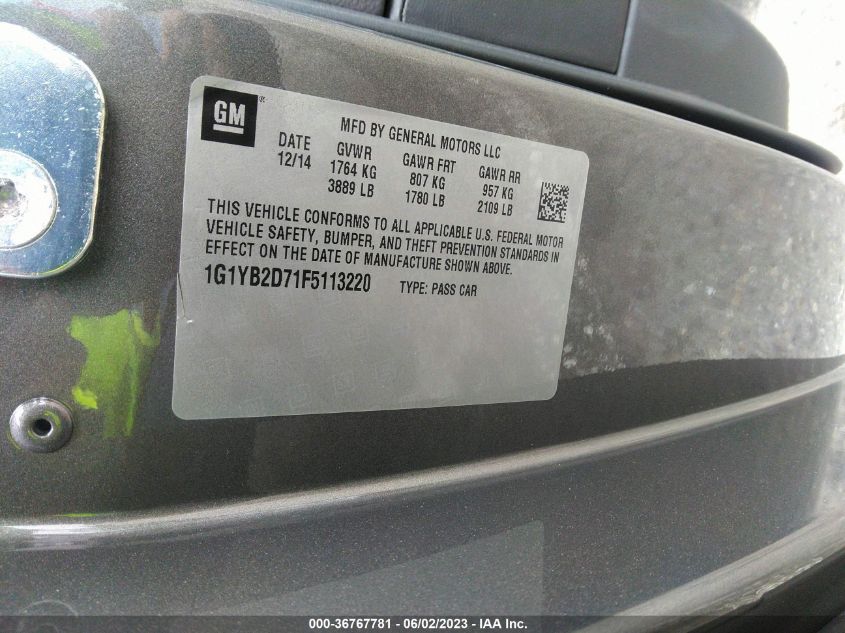 GM®
MFD BY GENERAL MOTORS LLC
DATE GVWR GAWR FRT GAWR RR
12/14 1764 KG 807 KG 957 KG
3889 LB 1780 LB 2109 LB
THIS VEHICLE CONFORMS TO ALL APPLICABLE U.S. FEDERAL MOTOR
VEHICLE SAFETY, BUMPER, AND THEFT PREVENTION STANDARDS IN
EFFECT ON THE DATE OF MANUFACTURE SHOWN ABOVE.
1G1YB2D71F5113220 TYPE: PASS CAR
000-36767781 - 06/02/2023 - IAA Inc.